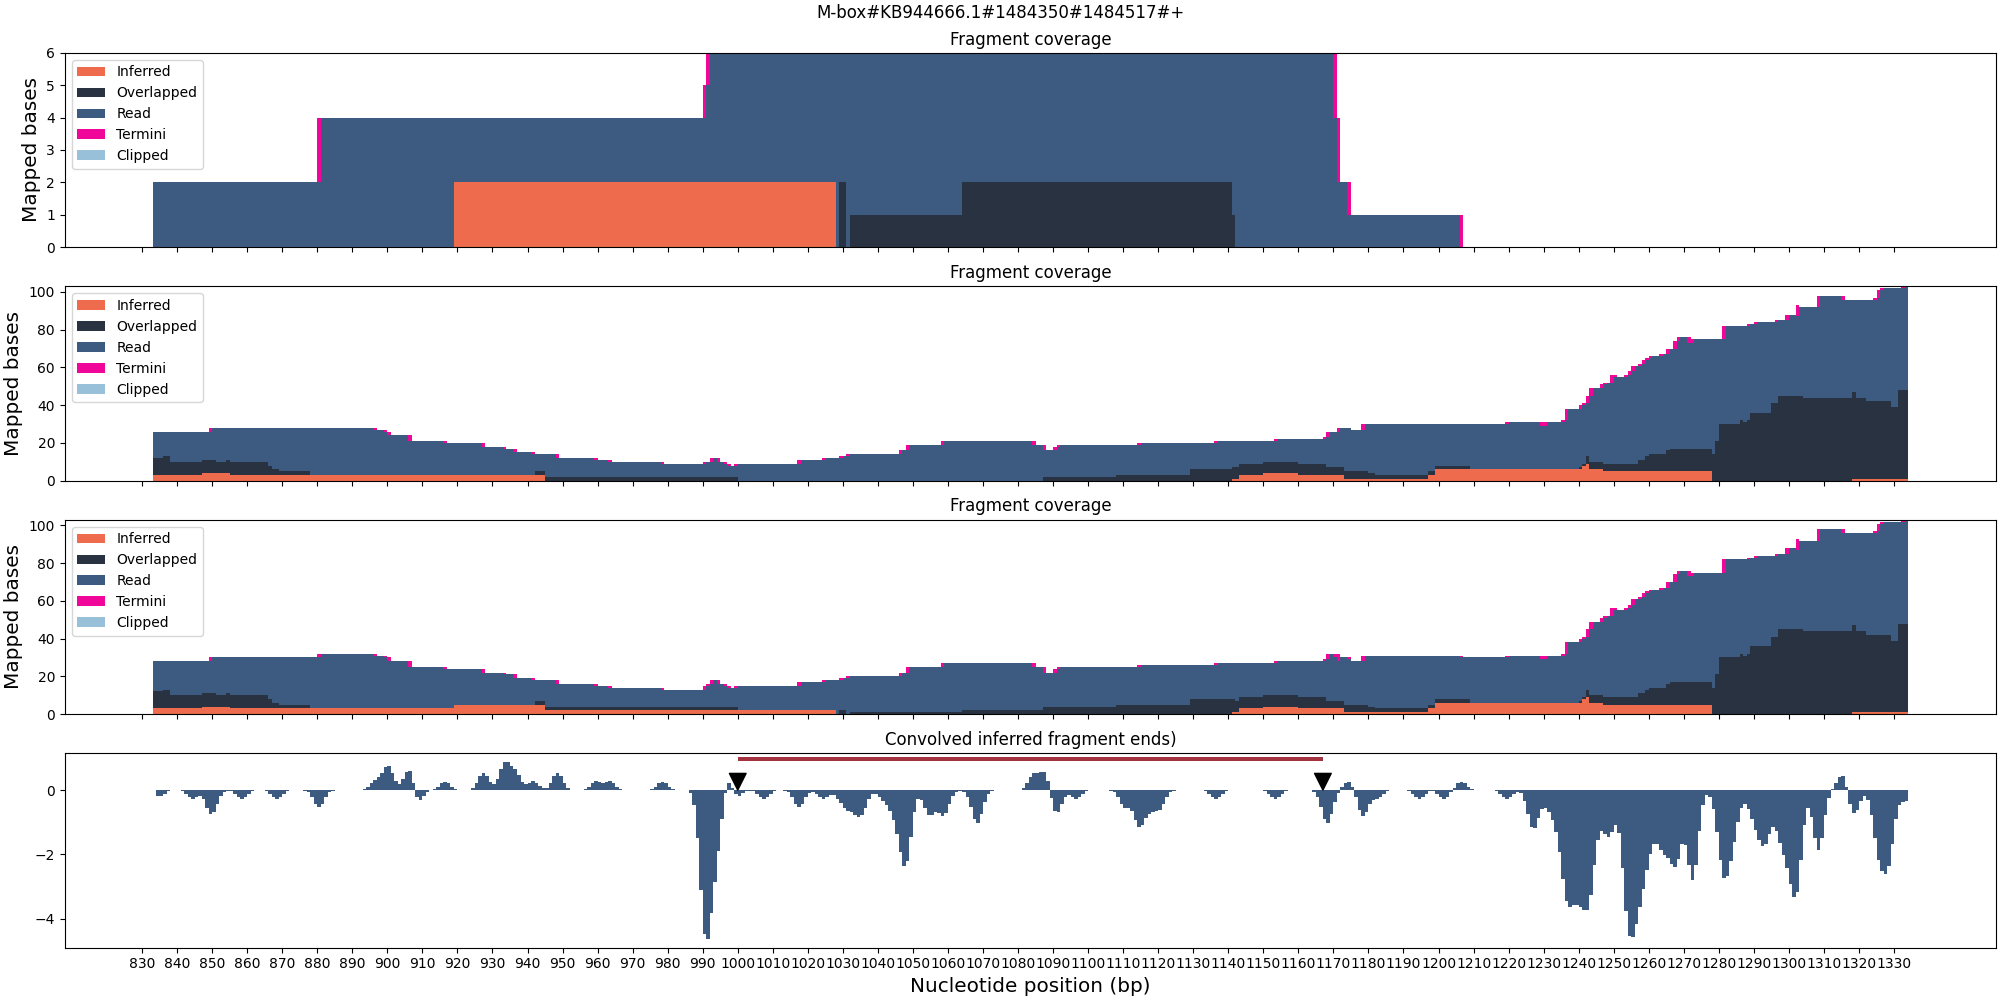 M-box#KB944666.1#1484350#1484517#+
Fragment coverage
Mapped bases
6
5
4
3
2
1
0
Inferred
Overlapped
Read
Termini
Clipped
Fragment coverage
Mapped bases
100
80
60
40
20
0
Inferred
Overlapped
Read
Termini
Clipped
Fragment coverage
Mapped bases
100
80
60
40
20
0
Inferred
Overlapped
Read
Termini
Clipped
Convolved inferred fragment ends)
0
−2
−4
830 840 850 860 870 880 890 900 910 920 930 940 950 960 970 980 990 1000 1010 1020 1030 1040 1050 1060 1070 1080 1090 1100 1110 1120 1130 1140 1150 1160 1170 1180 1190 1200 1210 1220 1230 1240 1250 1260 1270 1280 1290 1300 1310 1320 1330
Nucleotide position (bp)